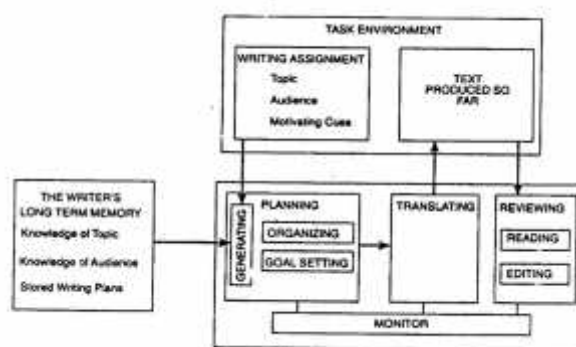 TASK ENVIRONMENT
WRITING ASSIGNMENT
Topic
Audience
Motivating Cues
TEXT
PRODUCED SO
FAR
THE WRITER'S
LONG TERM MEMORY
Knowledge of Topic
Knowledge of Audience
Stored Writing Plans
PLANNING
GENERATING
ORGANIZING
GOAL SETTING
TRANSLATING
REVIEWING
READING
EDITING
MONITOR